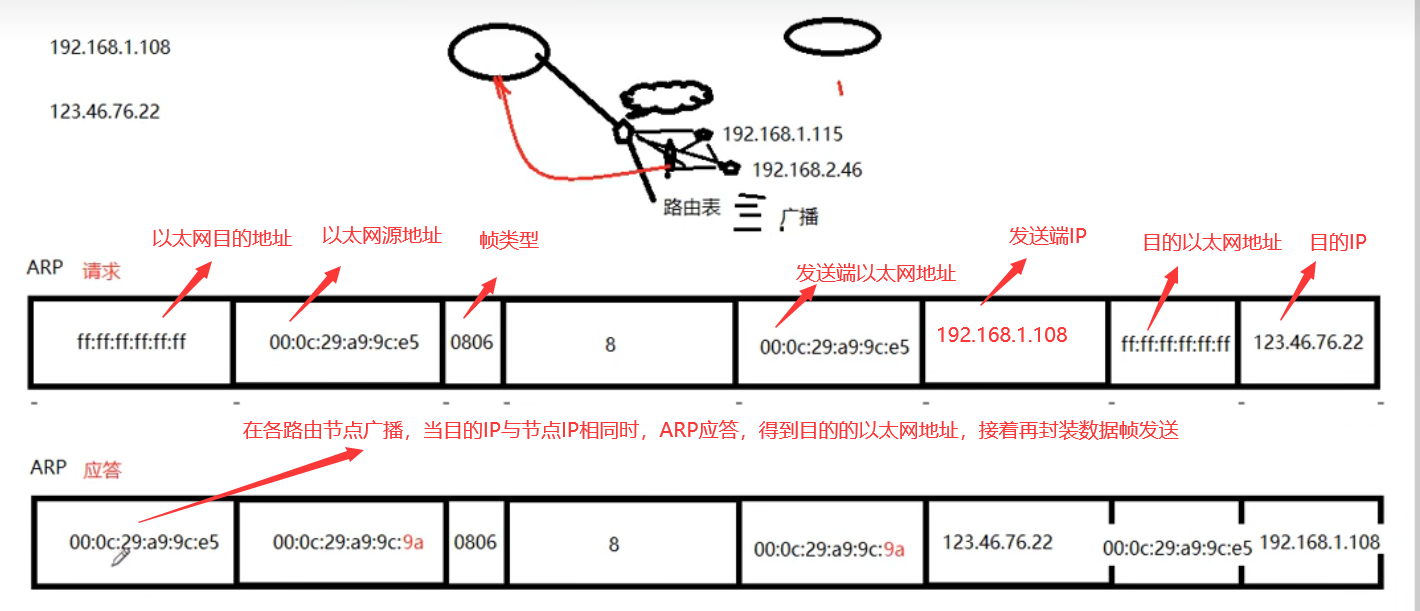 192.168.1.108
123.46.76.22
192.168.1.115
192.168.2.46
路由表
广播
以太网目的地址
以太网源地址
帧类型
发送端以太网地址
发送端IP
目的以太网地址
目的IP
ARP 请求
ff:ff:ff:ff:ff:ff
00:0c:29:a9:9c:e5
0806
8
00:0c:29:a9:9c:e5
192.168.1.108
ff:ff:ff:ff:ff:ff
123.46.76.22
在各路由节点广播，当目的IP与节点IP相同时，ARP应答，得到目的的以太网地址，接着再封装数据帧发送
ARP 应答
00:0c:29:a9:9c:e5
00:0c:29:a9:9c:9a
0806
8
00:0c:29:a9:9c:9a
123.46.76.22
00:0c:29:a9:9c:e5
192.168.1.108